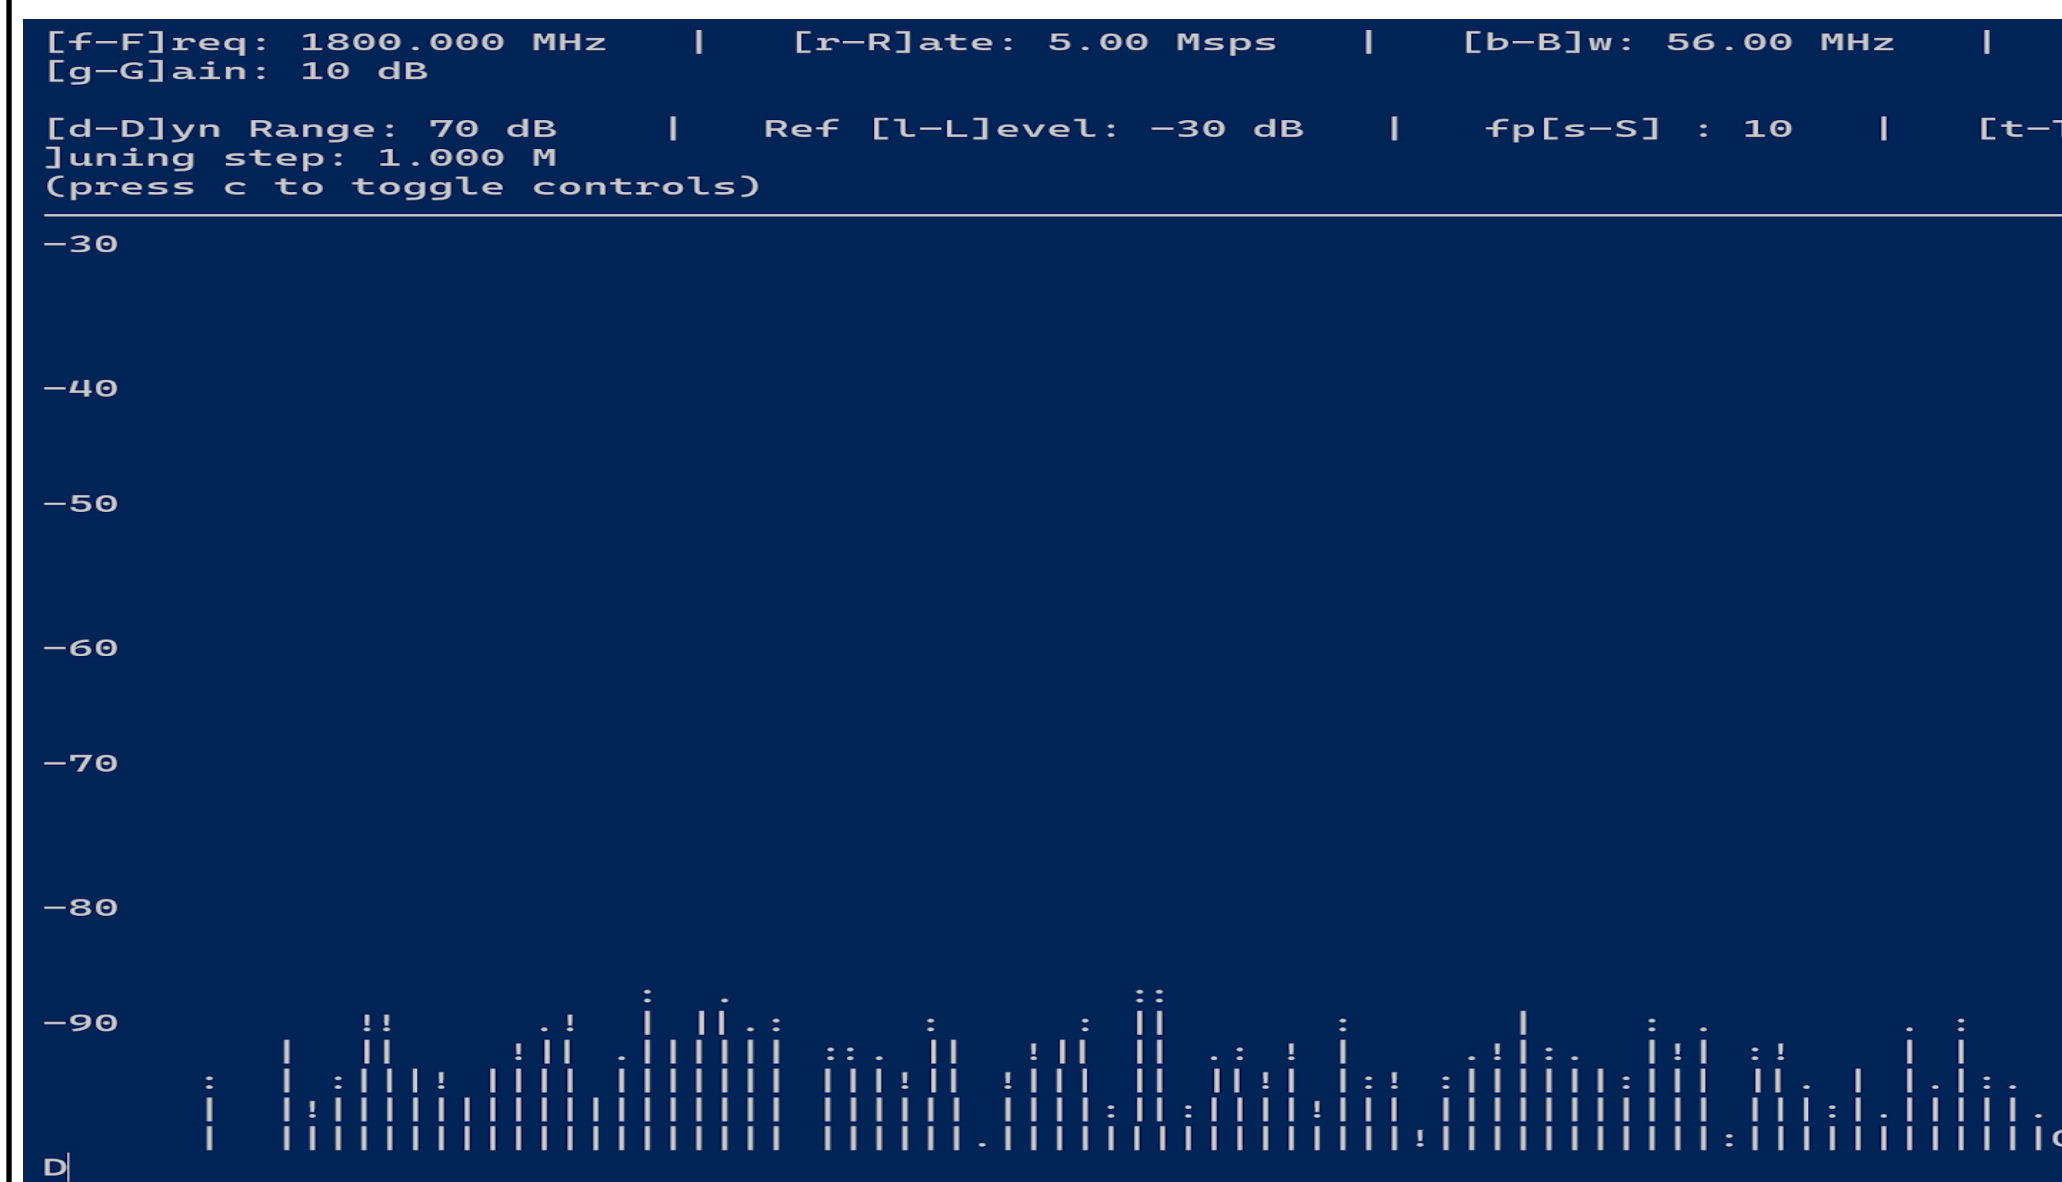 [f-F]req: 1800.000 MHz | [r-R]ate: 5.00 Msps | [b-B]w: 56.00 MHz |
[g-G]ain: 10 dB
[d-D]yn Range: 70 dB | Ref [l-L]evel: -30 dB | fp[s-S] : 10 | [t-T
]uning step: 1.000 M
(press c to toggle controls)
-30
-40
-50
-60
-70
-80
-90
D